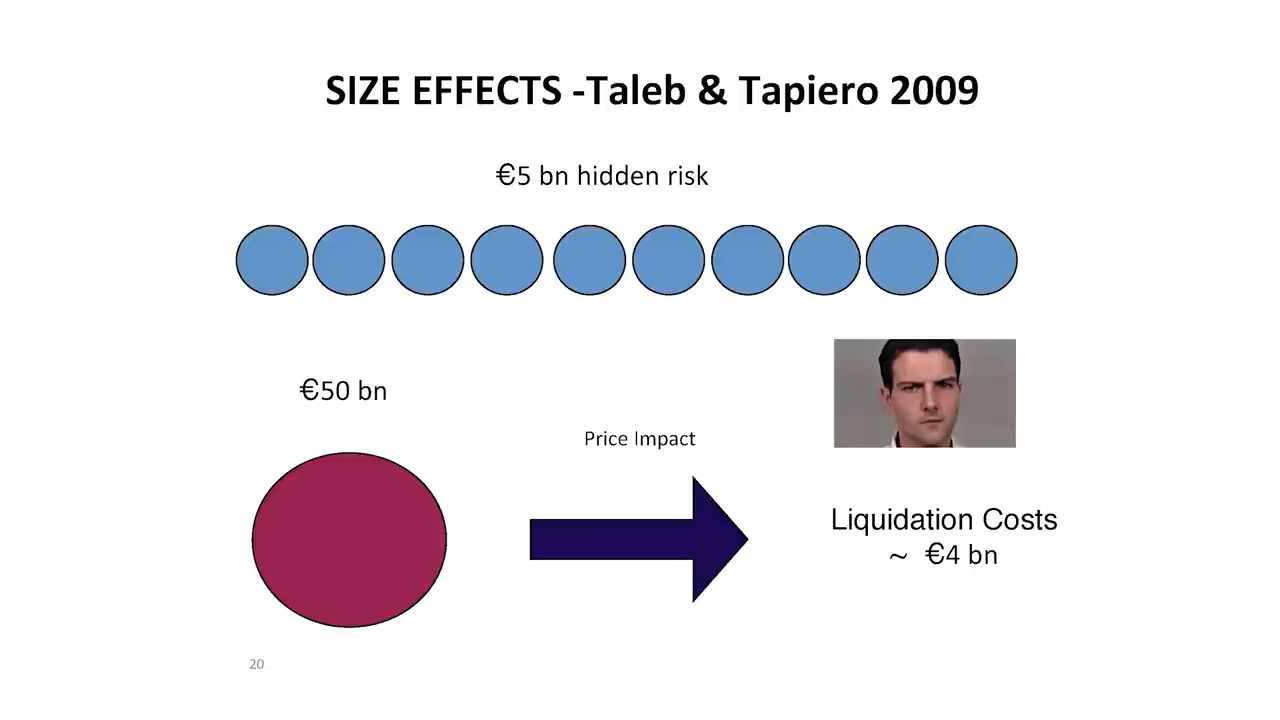 SIZE EFFECTS -Taleb & Tapiero 2009
€5 bn hidden risk
€50 bn
Price Impact
Liquidation Costs
~ €4 bn
20